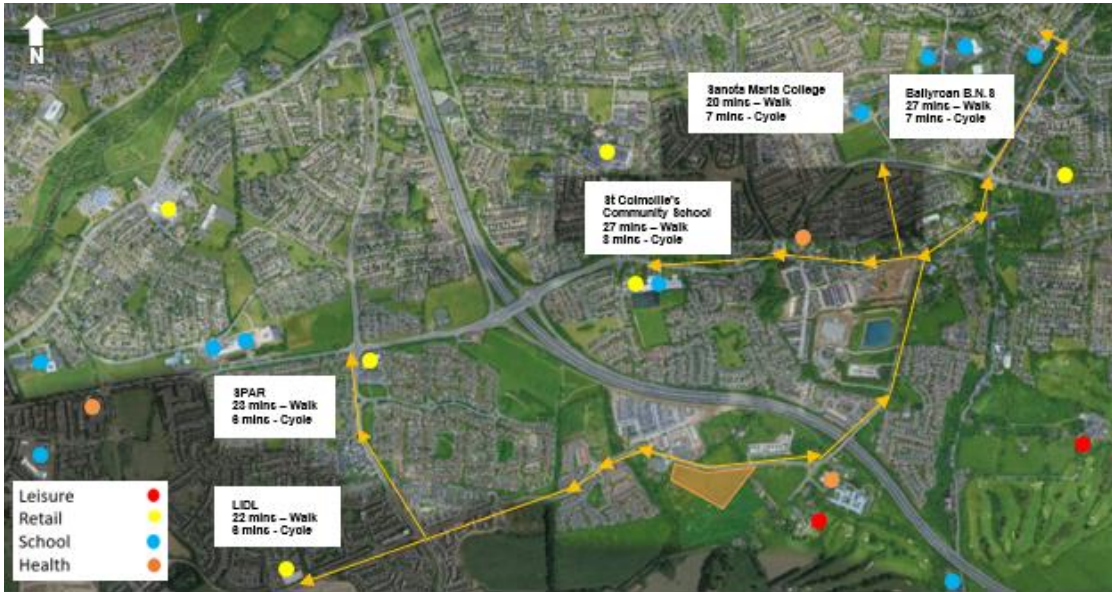 N
Sancta Maria College
20 mins – Walk
7 mins - Cycle
Ballyroan B.N.S
27 mins – Walk
7 mins - Cycle
St Colmcille's
Community School
27 mins – Walk
8 mins - Cycle
SPAR
23 mins – Walk
6 mins - Cycle
LIDL
22 mins – Walk
6 mins - Cycle
Leisure
Retail
School
Health